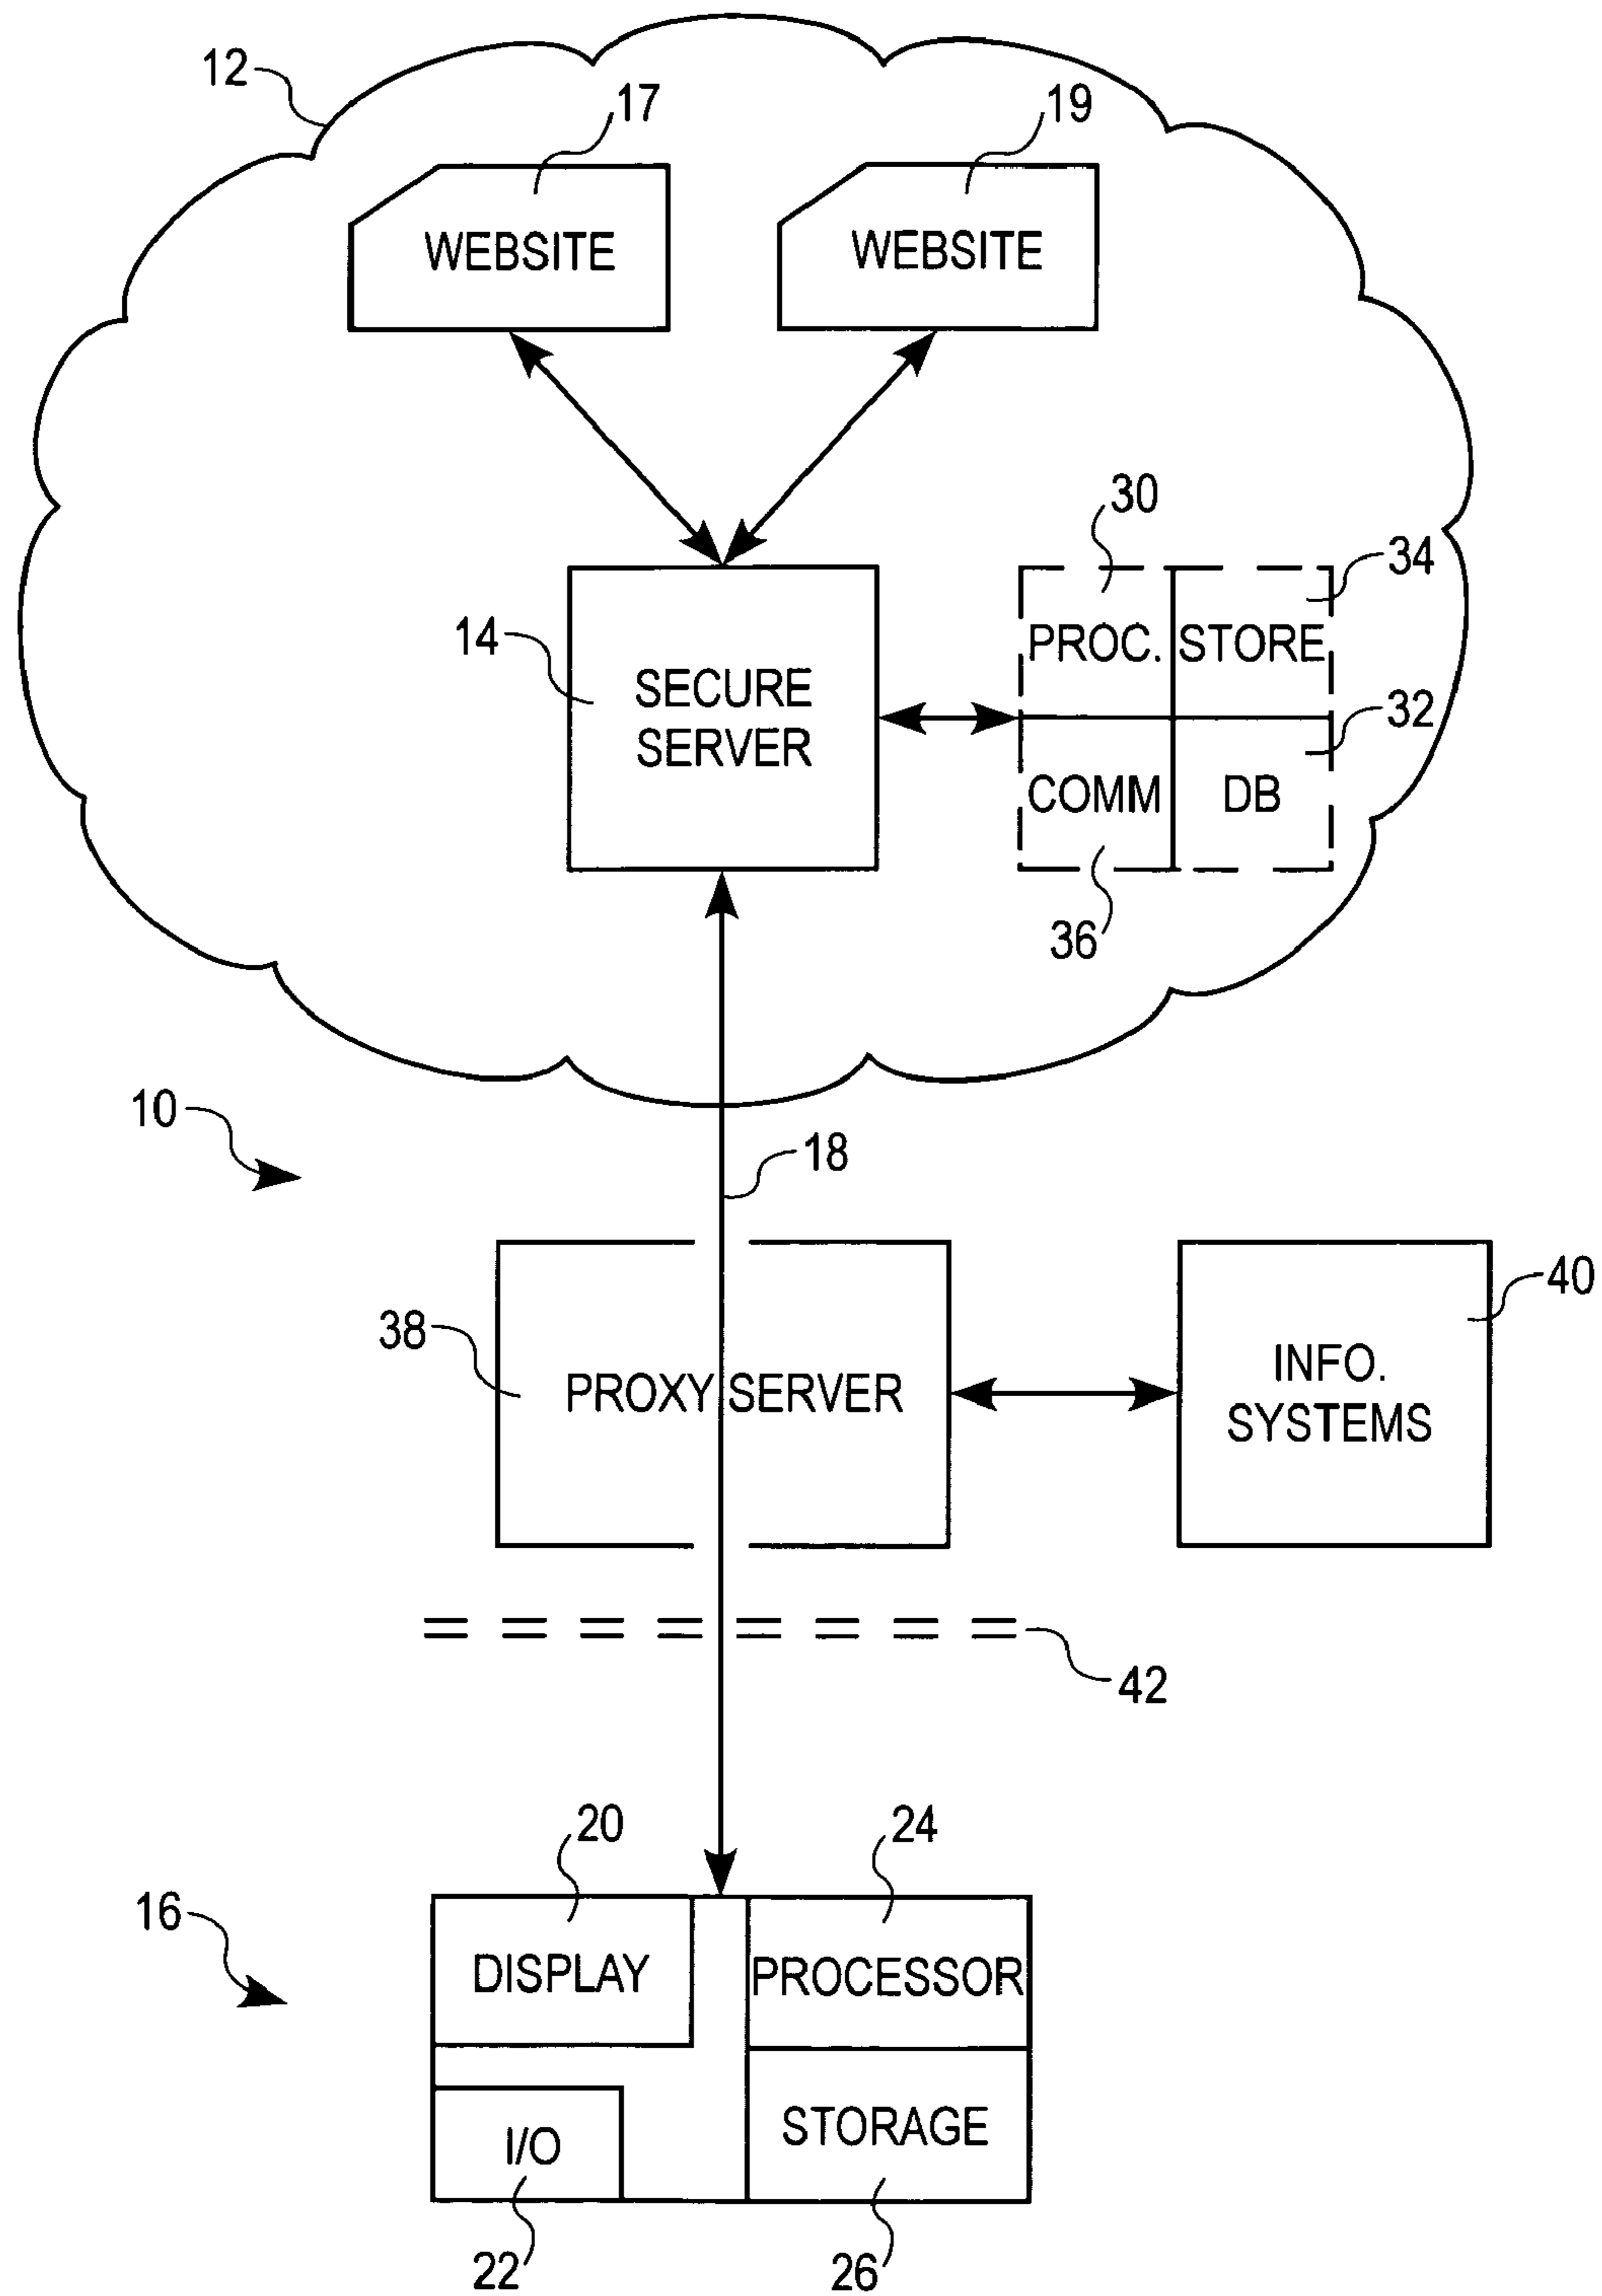 12
17
19
WEBSITE
WEBSITE
30
34
14
PROC.
STORE
SECURE
SERVER
32
COMM
DB
36
10
18
40
38
INFO.
SYSTEMS
PROXY SERVER
42
20
24
16
DISPLAY
PROCESSOR
STORAGE
I/O
22
26